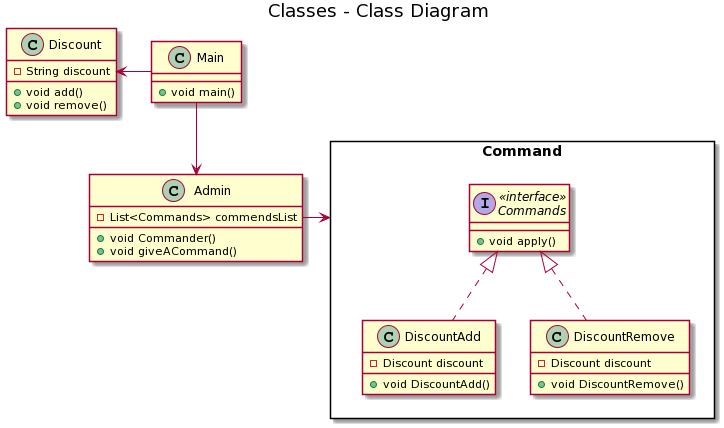 Classes - Class Diagram
C Discount
String discount
void add()
void remove()
C Main
void main()
C Admin
List<Commands> commendsList
void Commander()
void giveACommand()
Command
I «interface»
Commands
void apply()
C DiscountAdd
Discount discount
void DiscountAdd()
C DiscountRemove
Discount discount
void DiscountRemove()